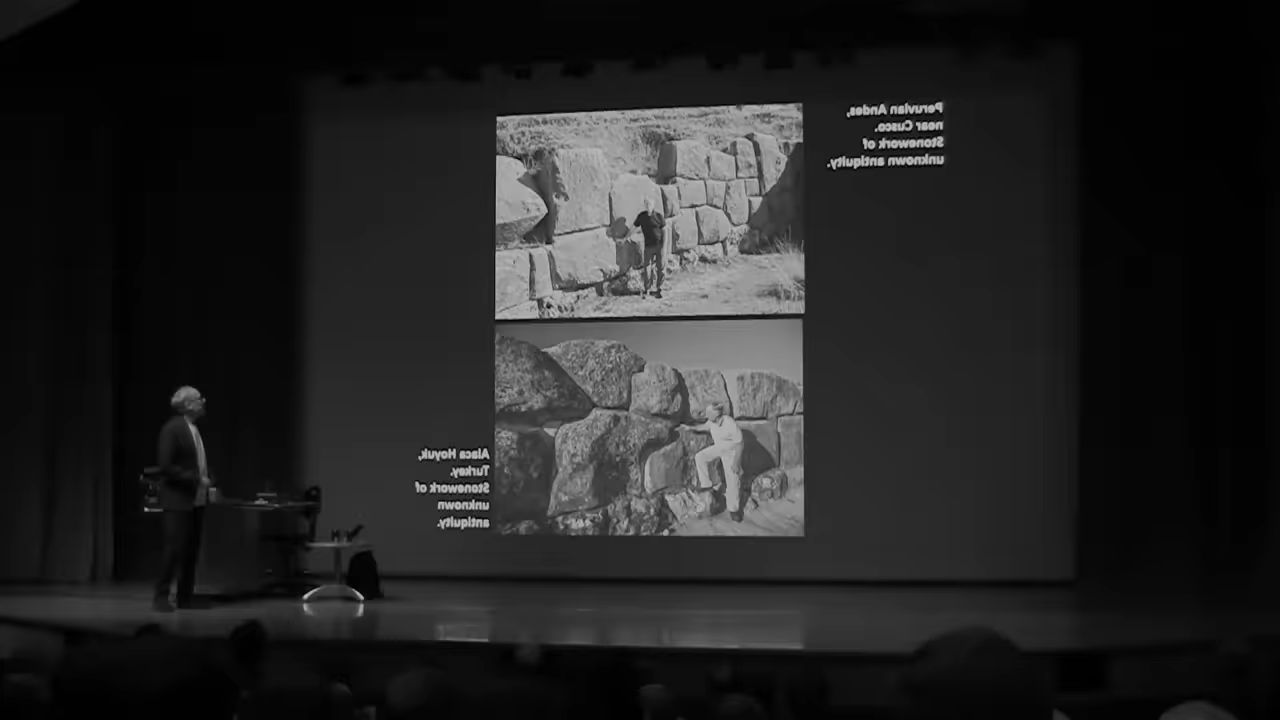 Peruvian Andes,
near Cusco.
Stonework of
unknown antiquity.
Alaca Hoyuk,
Turkey.
Stonework of
unknown
antiquity.